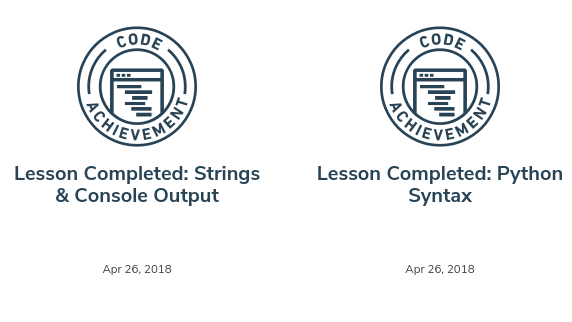 CODE
ACHIEVEMENT
Lesson Completed: Strings
& Console Output
Apr 26, 2018
CODE
ACHIEVEMENT
Lesson Completed: Python
Syntax
Apr 26, 2018